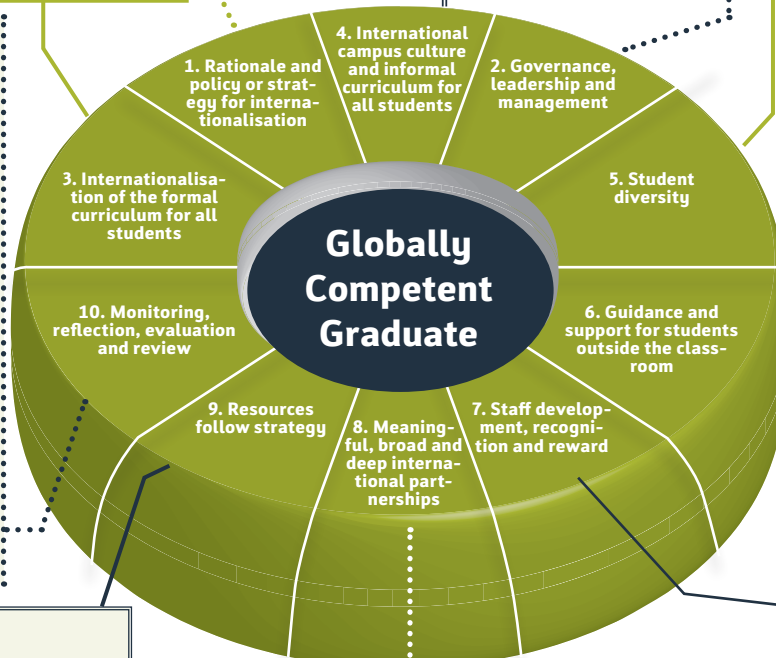 4. International
campus culture
and informal
curriculum for
all students
1. Rationale and
policy or strat-
egy for interna-
tionalisation
2. Governance,
leadership and
management
3. Internationalisa-
tion of the formal
curriculum for all
students
5. Student
diversity
Globally
Competent
Graduate
10. Monitoring,
reflection, evaluation
and review
6. Guidance and
support for students
outside the class-
room
9. Resources
follow strategy
8. Meaning-
ful, broad and
deep interna-
tional part-
nerships
7. Staff develop-
ment, recogni-
tion and reward